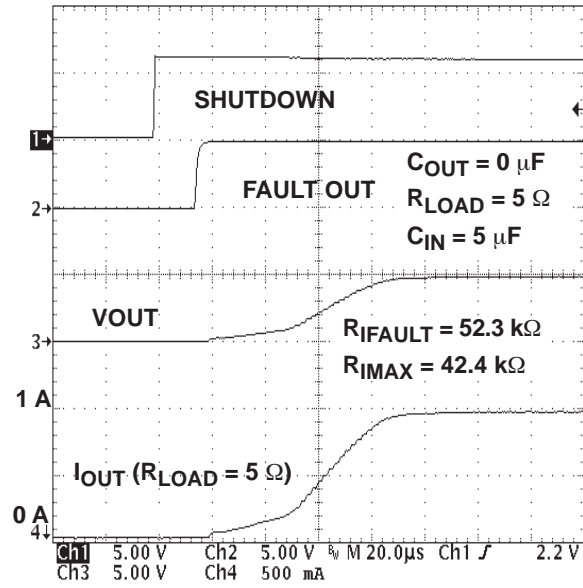 SHUTDOWN
1
FAULT OUT
C_OUT = 0 µF
R_LOAD = 5 Ω
C_IN = 5 µF
2
VOUT
3
R_IFAULT = 52.3 kΩ
R_IMAX = 42.4 kΩ
1 A
I_OUT (R_LOAD = 5 Ω)
0 A
4
Ch1 5.00 V Ch2 5.00 V BW M 20.0µs Ch1 2.2 V
Ch3 5.00 V Ch4 500 mA